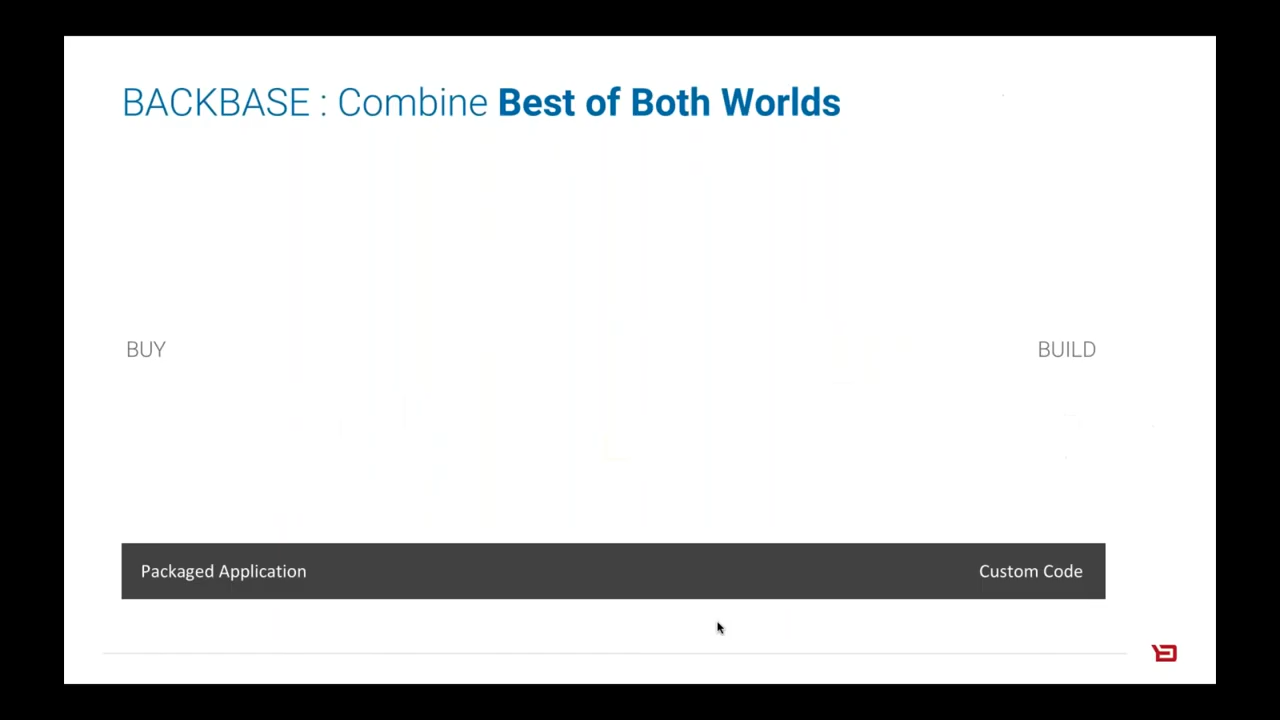 BACKBASE : Combine Best of Both Worlds
BUY
BUILD
Packaged Application
Custom Code